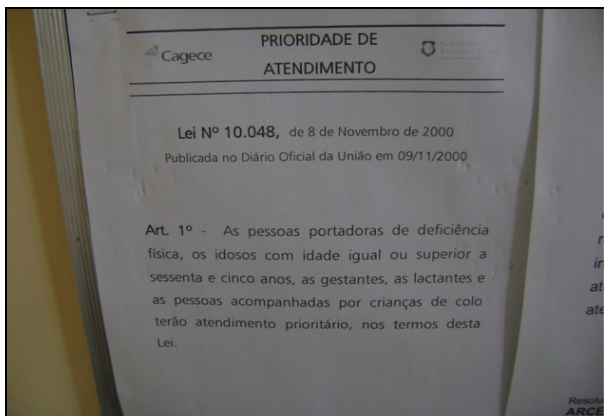 Cagece
PRIORIDADE DE
ATENDIMENTO
Lei Nº 10.048, de 8 de Novembro de 2000
Publicada no Diário Oficial da União em 09/11/2000
Art. 1º - As pessoas portadoras de deficiência
física, os idosos com idade igual ou superior a
sessenta e cinco anos, as gestantes, as lactantes e
as pessoas acompanhadas por crianças de colo
terão atendimento prioritário, nos termos desta
Lei.